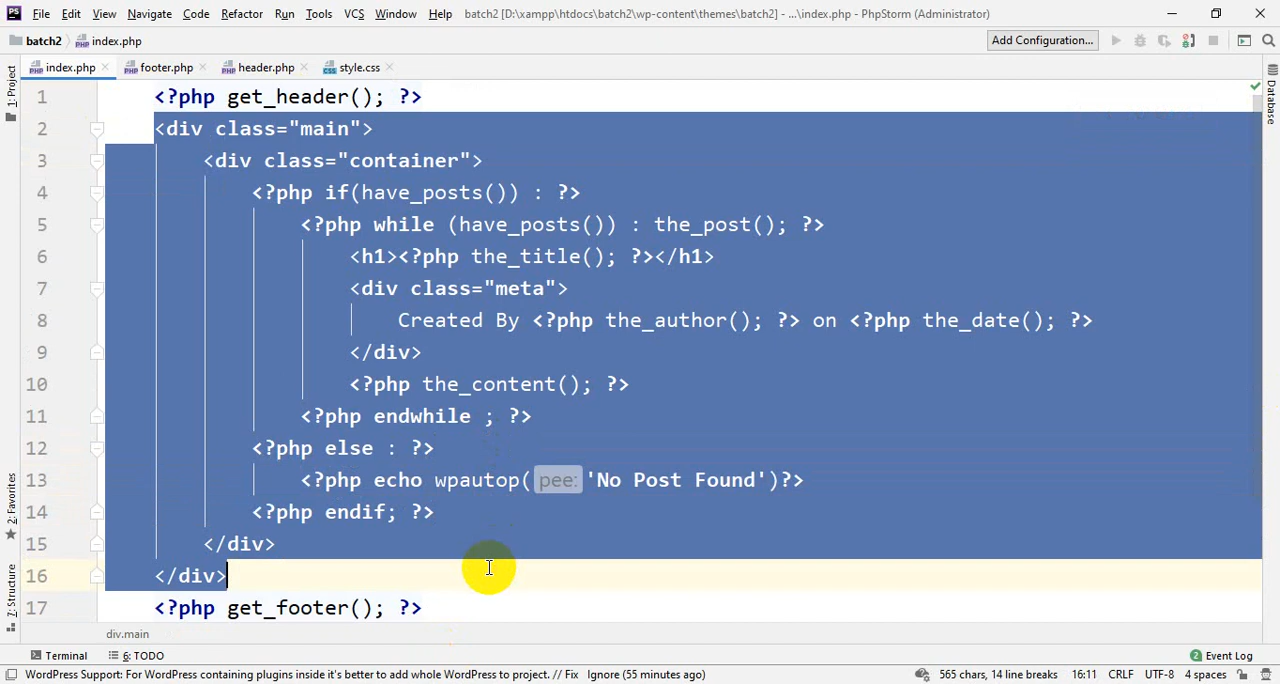 PS File Edit View Navigate Code Refactor Run Tools VCS Window Help batch2 [D:\xampp\htdocs\batch2\wp-content\themes\batch2] - ...\index.php - PhpStorm (Administrator)
batch2 index.php Add Configuration...
1: Project
index.php footer.php header.php style.css
Database
1 <?php get_header(); ?>
2 <div class="main">
3 <div class="container">
4 <?php if(have_posts()) : ?>
5 <?php while (have_posts()) : the_post(); ?>
6 <h1><?php the_title(); ?></h1>
7 <div class="meta">
8 Created By <?php the_author(); ?> on <?php the_date(); ?>
9 </div>
10 <?php the_content(); ?>
11 <?php endwhile ; ?>
12 <?php else : ?>
13 <?php echo wpautop( pee: 'No Post Found')?>
14 <?php endif; ?>
15 </div>
16 </div>
17 <?php get_footer(); ?>
2: Favorites
Z: Structure
div.main
Terminal 6: TODO 2 Event Log
WordPress Support: For WordPress containing plugins inside it's better to add whole WordPress to project. // Fix Ignore (55 minutes ago) 565 chars, 14 line breaks 16:11 CRLF UTF-8 4 spaces